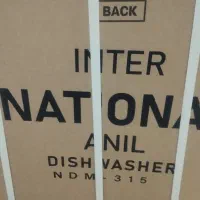 BACK
INTER
NATIONA
ANIL
DISHWASHER
NDM-315